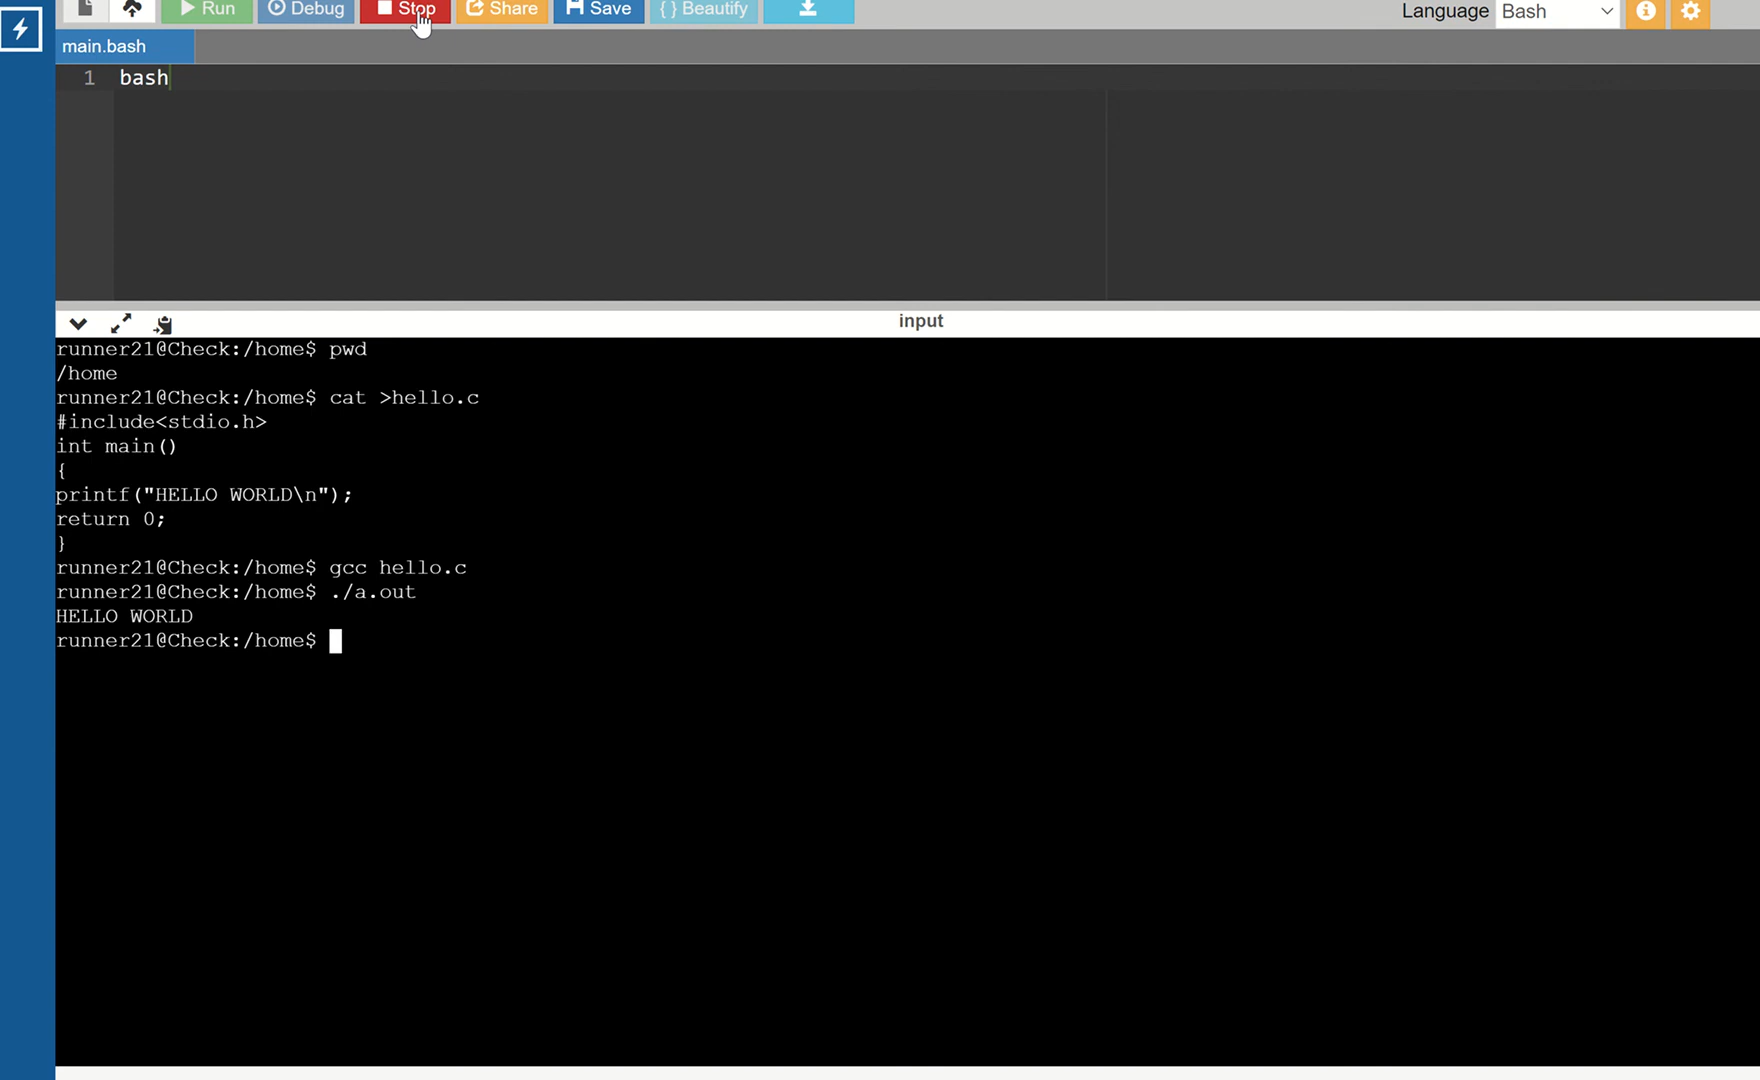 Run Debug Stop Share Save { } Beautify Language Bash
main.bash
1 bash
input
runner21@Check:/home$ pwd
/home
runner21@Check:/home$ cat >hello.c
#include<stdio.h>
int main()
{
printf("HELLO WORLD\n");
return 0;
}
runner21@Check:/home$ gcc hello.c
runner21@Check:/home$ ./a.out
HELLO WORLD
runner21@Check:/home$